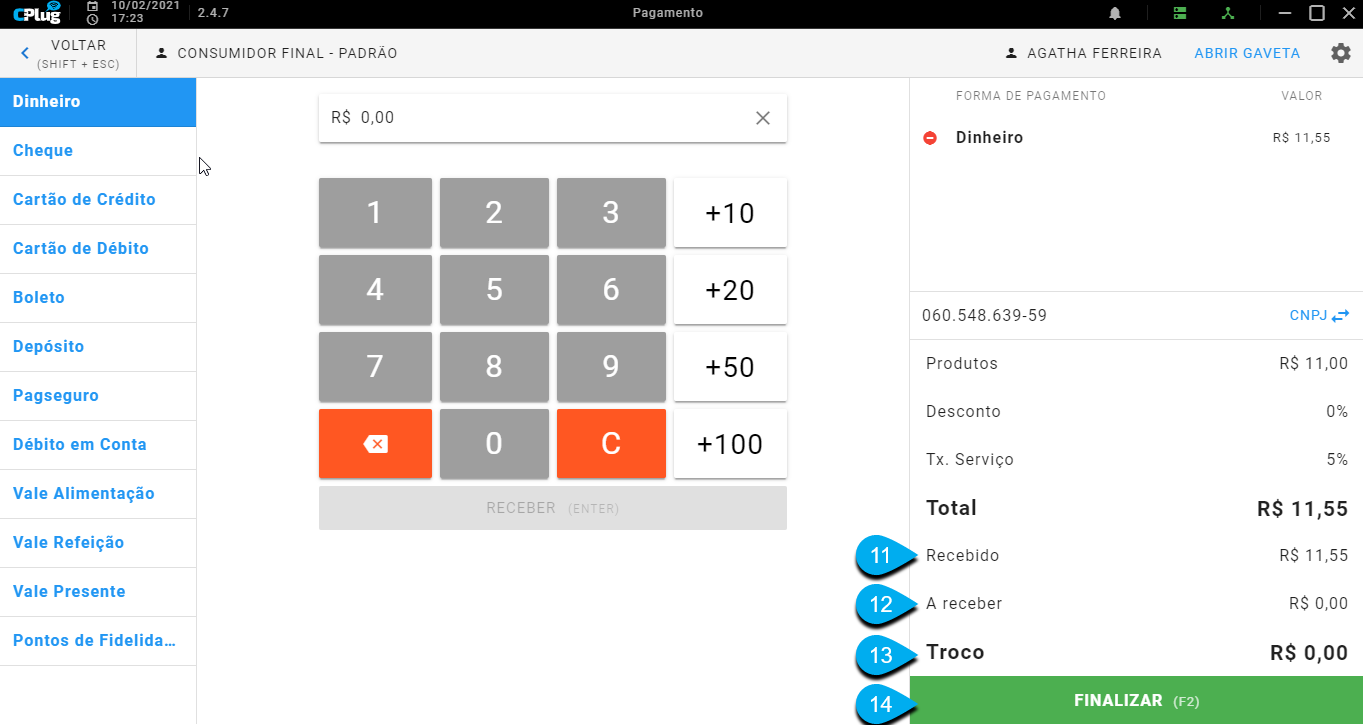 CPlug
10/02/2021
17:23
2.4.7
Pagamento
VOLTAR
(SHIFT + ESC)
CONSUMIDOR FINAL - PADRÃO
AGATHA FERREIRA
ABRIR GAVETA
Dinheiro
Cheque
Cartão de Crédito
Cartão de Débito
Boleto
Depósito
Pagseguro
Débito em Conta
Vale Alimentação
Vale Refeição
Vale Presente
Pontos de Fidelida...
R$ 0,00
1 2 3 +10
4 5 6 +20
7 8 9 +50
0 C +100
RECEBER (ENTER)
FORMA DE PAGAMENTO VALOR
Dinheiro R$ 11,55
060.548.639-59 CNPJ
Produtos R$ 11,00
Desconto 0%
Tx. Serviço 5%
Total R$ 11,55
11 Recebido R$ 11,55
12 A receber R$ 0,00
13 Troco R$ 0,00
14 FINALIZAR (F2)